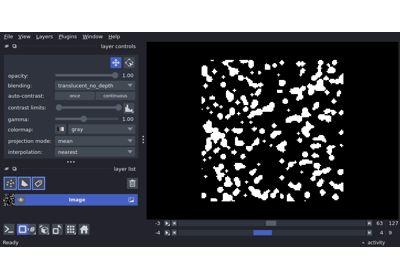 File View Layers Plugins Window Help
layer controls
opacity: 1.00
blending: translucent_no_depth
auto-contrast: once continuous
contrast limits:
gamma: 1.00
colormap: gray
projection mode: mean
interpolation: nearest
layer list
Image
-3 63 127
-4 4 9
Ready activity